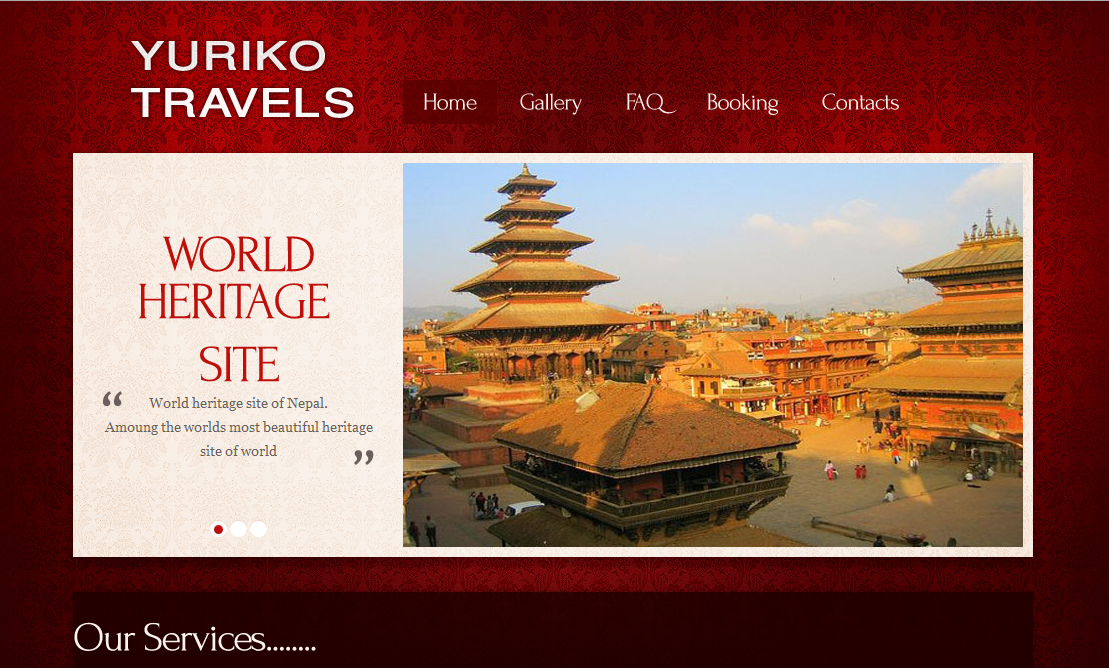 YURIKO
TRAVELS
Home Gallery FAQ Booking Contacts
WORLD
HERITAGE
SITE
“ World heritage site of Nepal.
Amoung the worlds most beautiful heritage
site of world ”
Our Services........